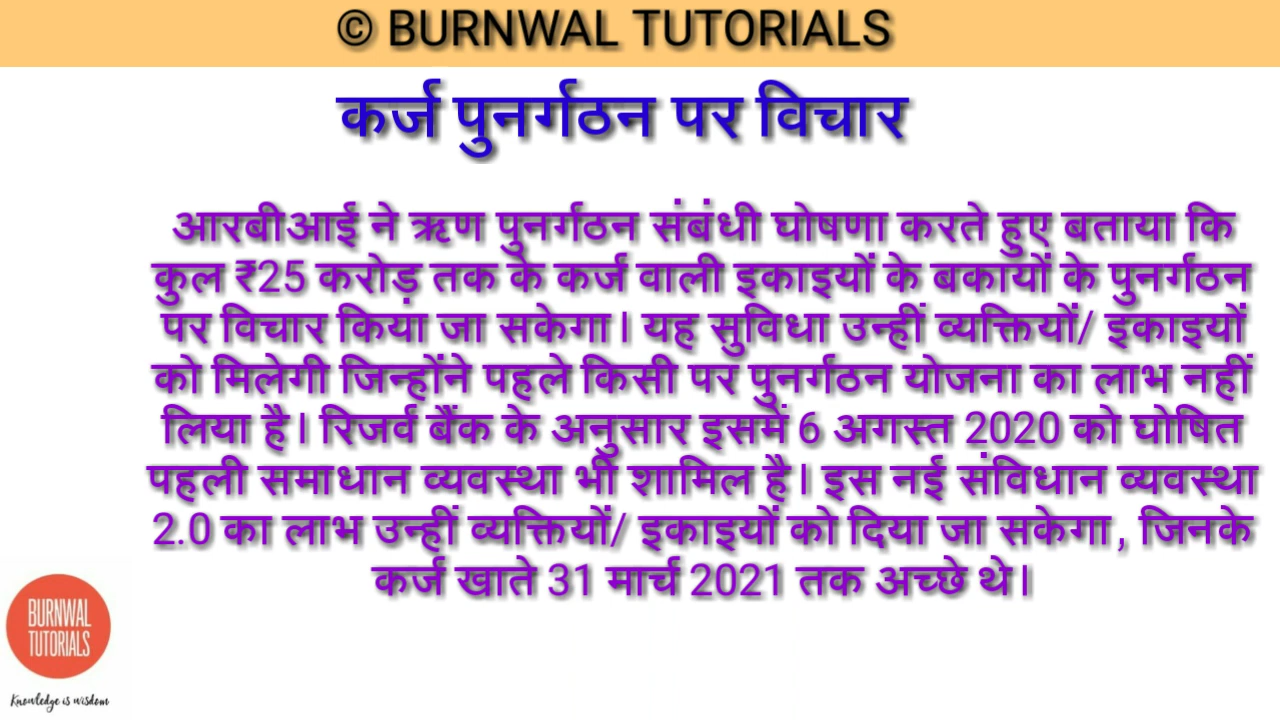 © BURNWAL TUTORIALS
कर्ज पुनर्गठन पर विचार
आरबीआई ने ऋण पुनर्गठन संबंधी घोषणा करते हुए बताया कि
कुल ₹25 करोड़ तक के कर्ज वाली इकाइयों के बकायों के पुनर्गठन
पर विचार किया जा सकेगा। यह सुविधा उन्हीं व्यक्तियों/ इकाइयों
को मिलेगी जिन्होंने पहले किसी पर पुनर्गठन योजना का लाभ नहीं
लिया है। रिजर्व बैंक के अनुसार इसमें 6 अगस्त 2020 को घोषित
पहली समाधान व्यवस्था भी शामिल है। इस नई संविधान व्यवस्था
2.0 का लाभ उन्हीं व्यक्तियों/ इकाइयों को दिया जा सकेगा, जिनके
कर्ज खाते 31 मार्च 2021 तक अच्छे थे।
BURNWAL
TUTORIALS
Knowledge is wisdom